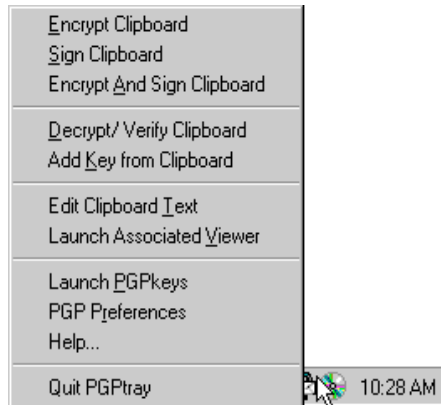 Encrypt Clipboard
Sign Clipboard
Encrypt And Sign Clipboard
Decrypt/ Verify Clipboard
Add Key from Clipboard
Edit Clipboard Text
Launch Associated Viewer
Launch PGPkeys
PGP Preferences
Help...
Quit PGPtray
10:28 AM